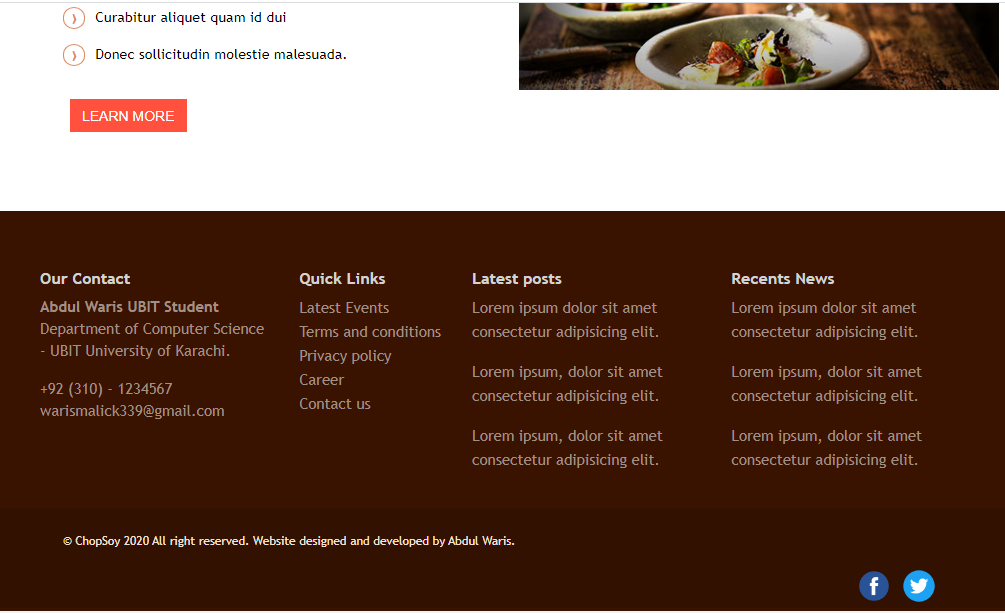 Curabitur aliquet quam id dui
Donec sollicitudin molestie malesuada.
LEARN MORE
Our Contact
Abdul Waris UBIT Student
Department of Computer Science
- UBIT University of Karachi.
+92 (310) - 1234567
warismalick339@gmail.com
Quick Links
Latest Events
Terms and conditions
Privacy policy
Career
Contact us
Latest posts
Lorem ipsum dolor sit amet
consectetur adipisicing elit.
Lorem ipsum, dolor sit amet
consectetur adipisicing elit.
Lorem ipsum, dolor sit amet
consectetur adipisicing elit.
Recents News
Lorem ipsum dolor sit amet
consectetur adipisicing elit.
Lorem ipsum, dolor sit amet
consectetur adipisicing elit.
Lorem ipsum, dolor sit amet
consectetur adipisicing elit.
© ChopSoy 2020 All right reserved. Website designed and developed by Abdul Waris.